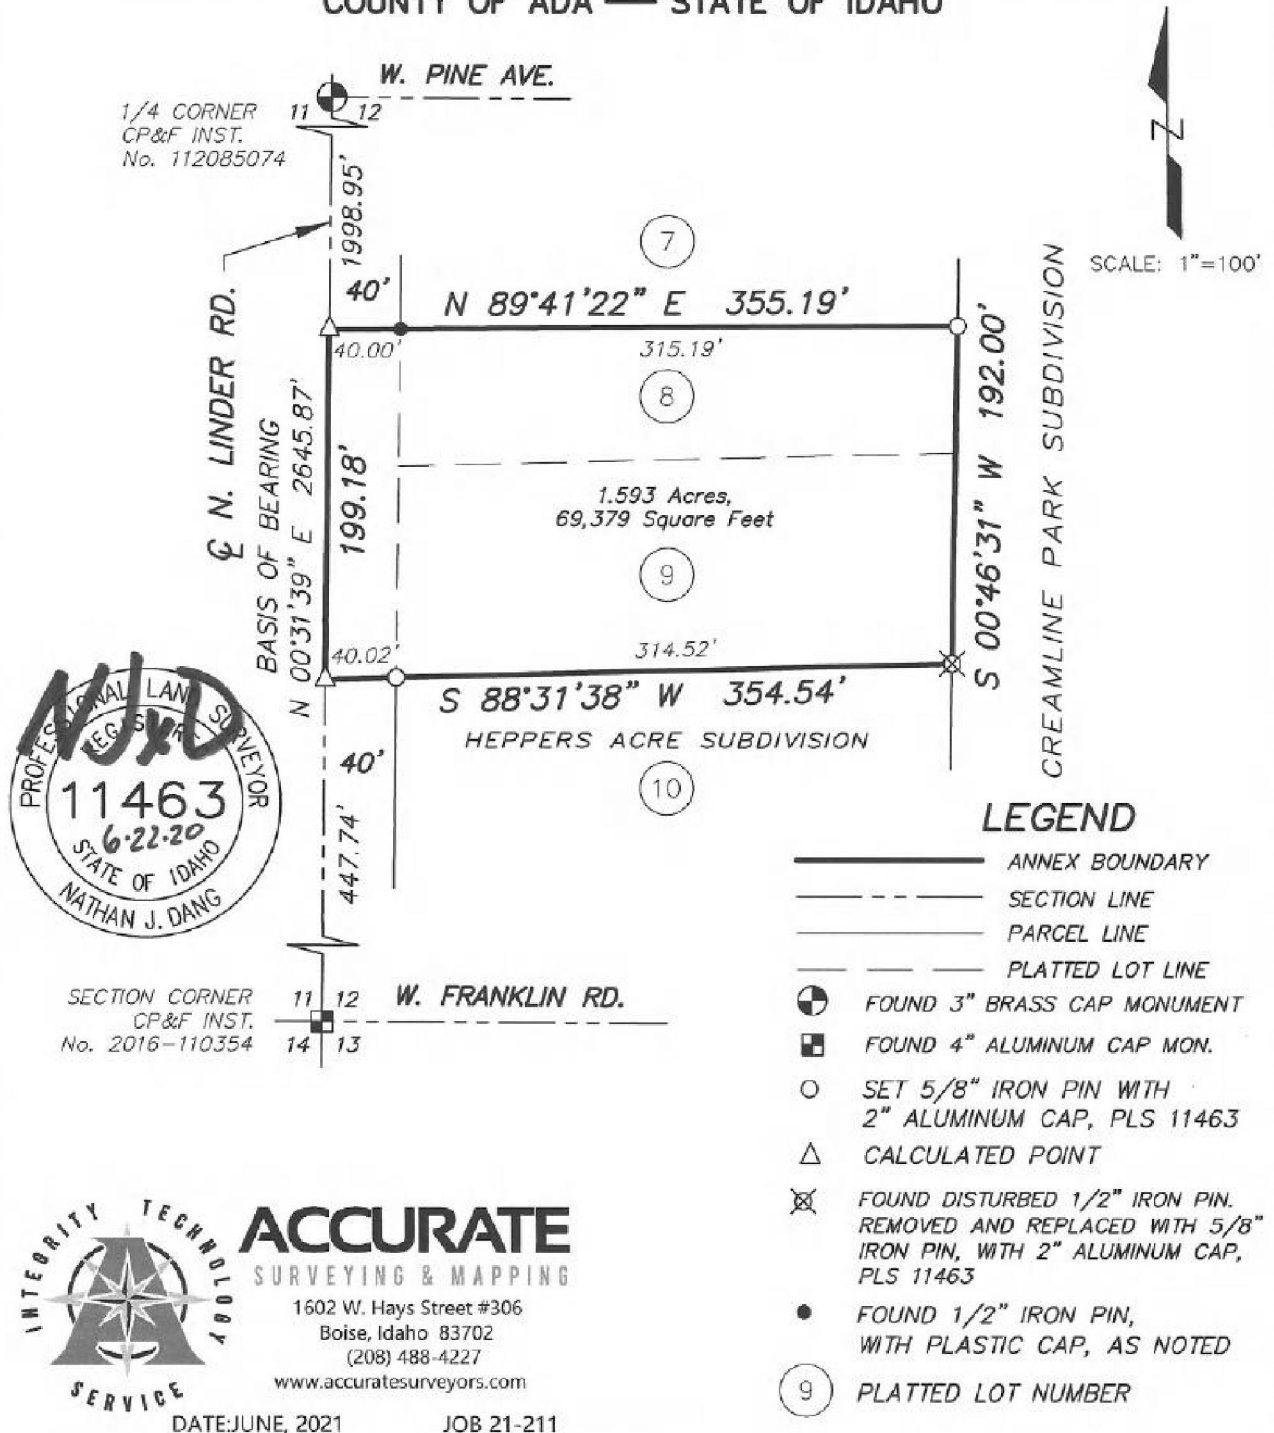 COUNTY OF ADA — STATE OF IDAHO
W. PINE AVE.
1/4 CORNER
CP&F INST.
No. 112085074
11 12
1998.95'
40'
7
N
SCALE: 1"=100'
N 89°41'22" E 355.19'
40.00'
315.19'
8
℄ N. LINDER RD.
BASIS OF BEARING
N 00°31'39" E 2645.87'
199.18'
1.593 Acres,
69,379 Square Feet
9
S 00°46'31" W 192.00'
CREAMLINE PARK SUBDIVISION
40.02'
314.52'
S 88°31'38" W 354.54'
HEPPERS ACRE SUBDIVISION
10
40'
447.74'
PROFESSIONAL LAND SURVEYOR
NJxD
11463
6-22-20
STATE OF IDAHO
NATHAN J. DANG
SECTION CORNER
CP&F INST.
No. 2016-110354
11 12
14 13
W. FRANKLIN RD.
LEGEND
ANNEX BOUNDARY
SECTION LINE
PARCEL LINE
PLATTED LOT LINE
FOUND 3" BRASS CAP MONUMENT
FOUND 4" ALUMINUM CAP MON.
SET 5/8" IRON PIN WITH
2" ALUMINUM CAP, PLS 11463
CALCULATED POINT
FOUND DISTURBED 1/2" IRON PIN.
REMOVED AND REPLACED WITH 5/8"
IRON PIN, WITH 2" ALUMINUM CAP,
PLS 11463
FOUND 1/2" IRON PIN,
WITH PLASTIC CAP, AS NOTED
9 PLATTED LOT NUMBER
INTEGRITY TECHNOLOGY
SERVICE
ACCURATE
SURVEYING & MAPPING
1602 W. Hays Street #306
Boise, Idaho 83702
(208) 488-4227
www.accuratesurveyors.com
DATE:JUNE, 2021 JOB 21-211